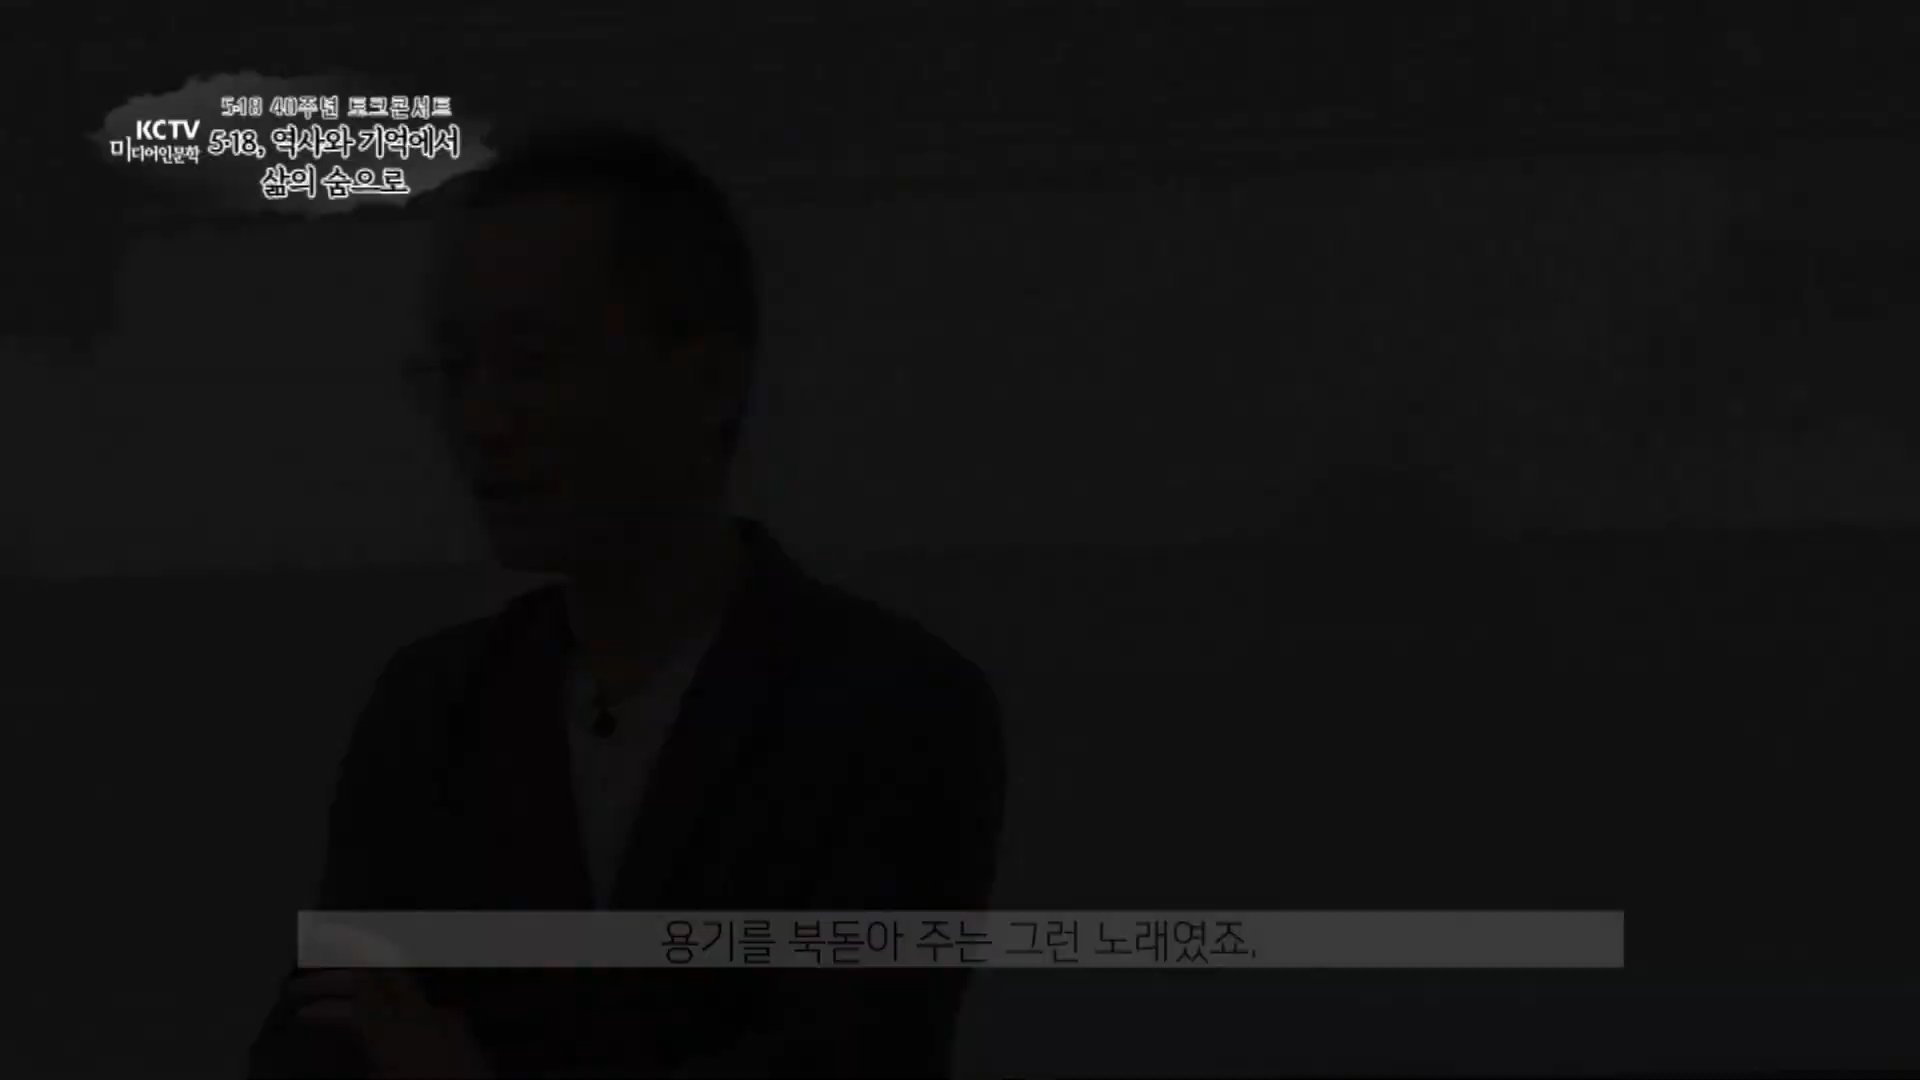 5·18 40주년 토크콘서트
KCTV
미디어인문학
5·18, 역사와 기억에서
삶의 숨으로
용기를 북돋아 주는 그런 노래였죠.